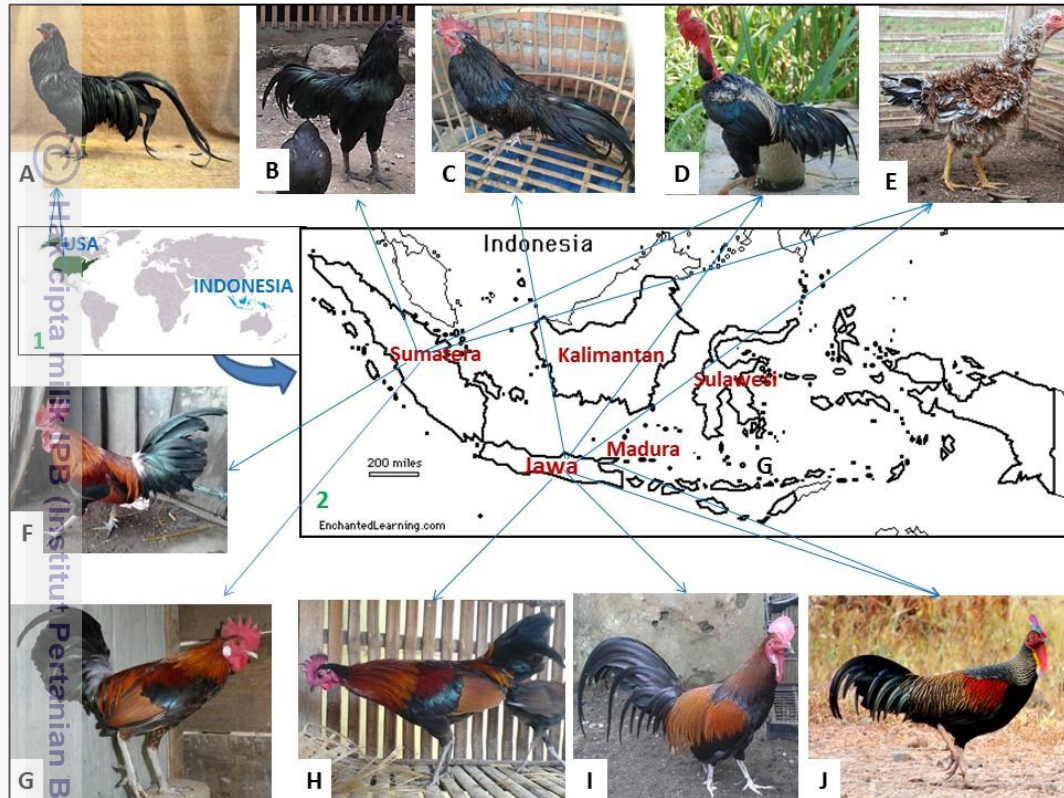 A
B
C
D
E
USA
INDONESIA
1
Indonesia
Sumatera
Kalimantan
Sulawesi
Madura
Jawa
G
200 miles
2
EnchantedLearning.com
F
G
H
I
J
© Hak cipta milik IPB (Institut Pertanian B